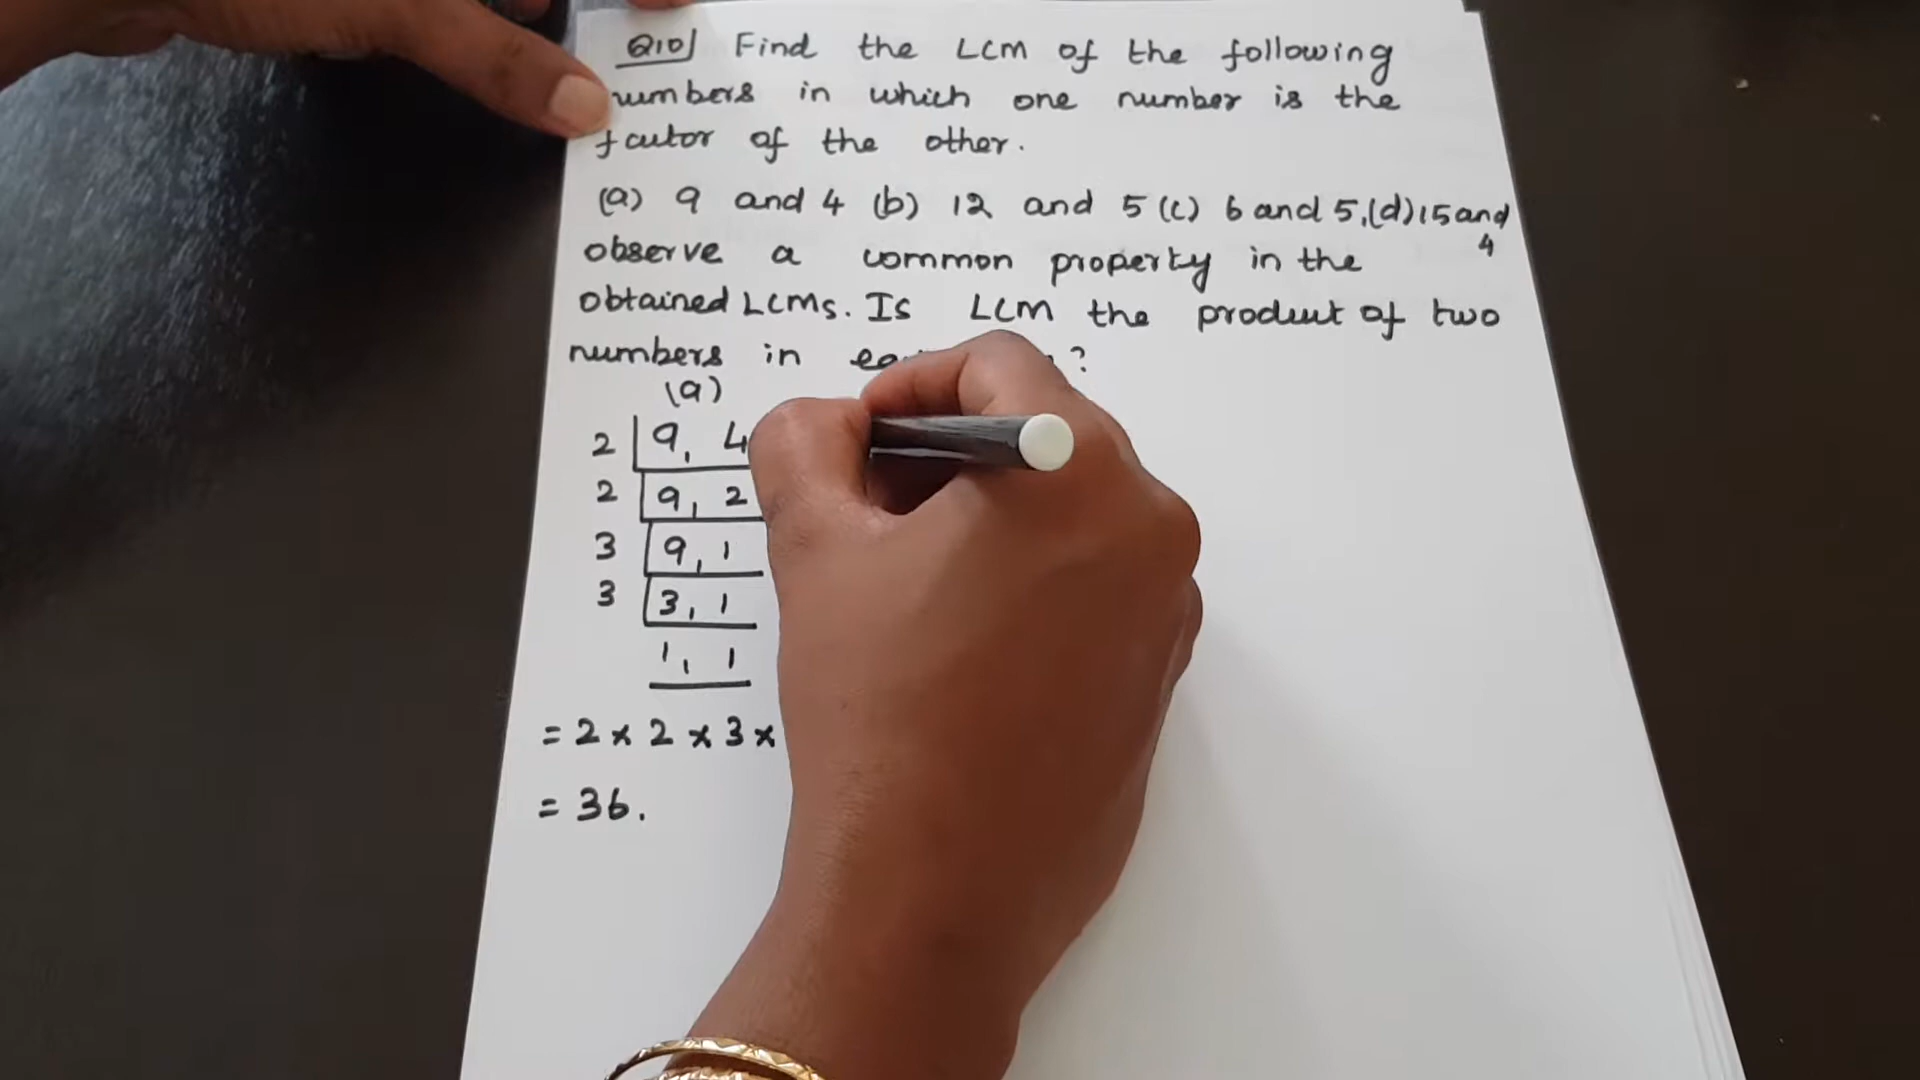 Q10) Find the LCM of the following
numbers in which one number is the
factor of the other.
(a) 9 and 4 (b) 12 and 5 (c) 6 and 5, (d) 15 and 4
observe a common property in the
obtained LCMs. Is LCM the product of two
numbers in ?
(a)
2 9, 4
2 9, 2
3 9, 1
3 3, 1
1, 1
= 2 x 2 x 3 x
= 36.